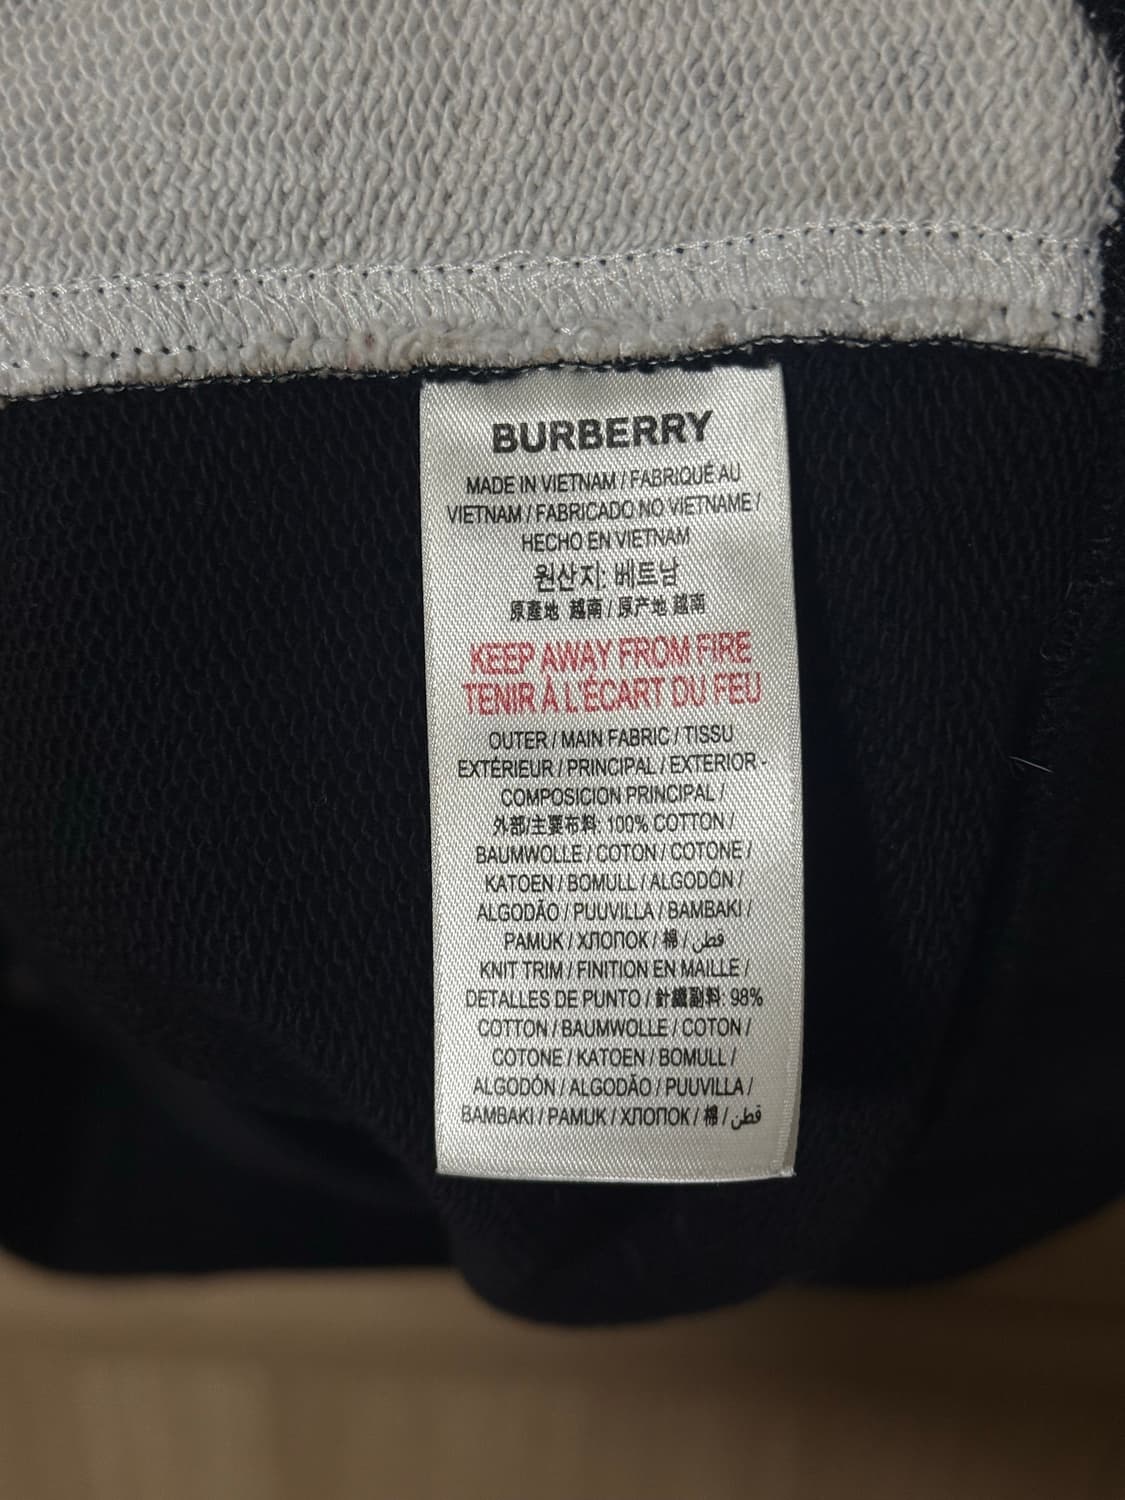 BURBERRY
MADE IN VIETNAM / FABRIQUÉ AU
VIETNAM / FABRICADO NO VIETNAME /
HECHO EN VIETNAM
원산지: 베트남
原產地 越南 / 原产地 越南
KEEP AWAY FROM FIRE
TENIR À L'ÉCART DU FEU
OUTER / MAIN FABRIC / TISSU
EXTÉRIEUR / PRINCIPAL / EXTERIOR -
COMPOSICION PRINCIPAL /
外部/主要布料: 100% COTTON /
BAUMWOLLE / COTON / COTONE /
KATOEN / BOMULL / ALGODÓN /
ALGODÃO / PUUVILLA / BAMBAKI /
PAMUK / ХЛОПОК / 棉 / قطن
KNIT TRIM / FINITION EN MAILLE /
DETALLES DE PUNTO / 針織副料: 98%
COTTON / BAUMWOLLE / COTON /
COTONE / KATOEN / BOMULL /
ALGODÓN / ALGODÃO / PUUVILLA /
BAMBAKI / PAMUK / ХЛОПОК / 棉 / قطن